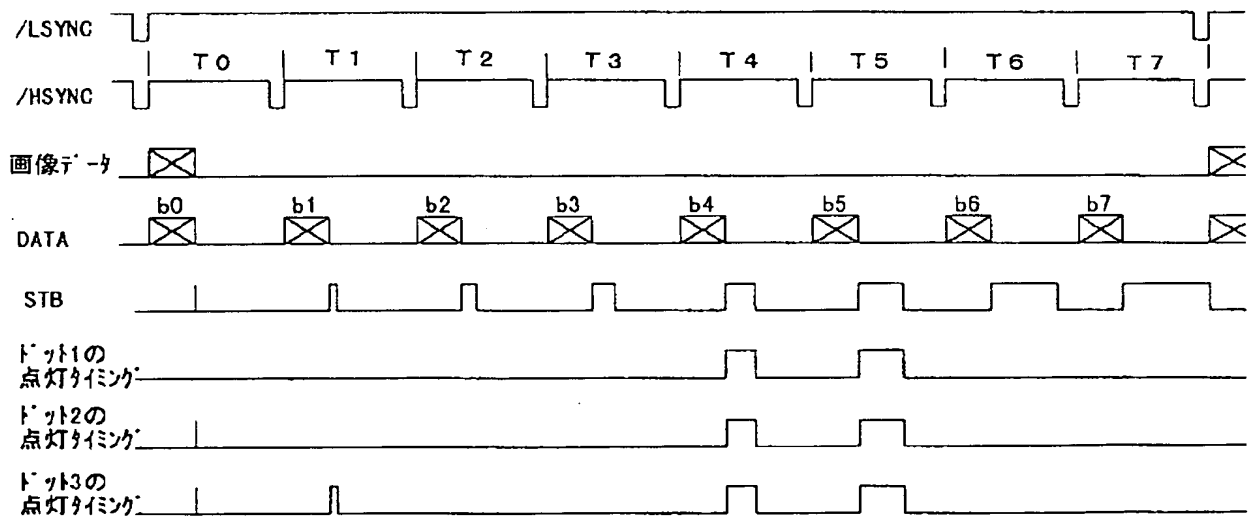 /LSYNC
T0 T1 T2 T3 T4 T5 T6 T7
/HSYNC
画像ﾃﾞｰﾀ
b0 b1 b2 b3 b4 b5 b6 b7
DATA
STB
ﾄﾞｯﾄ1の
点灯ﾀｲﾐﾝｸﾞ
ﾄﾞｯﾄ2の
点灯ﾀｲﾐﾝｸﾞ
ﾄﾞｯﾄ3の
点灯ﾀｲﾐﾝｸﾞ